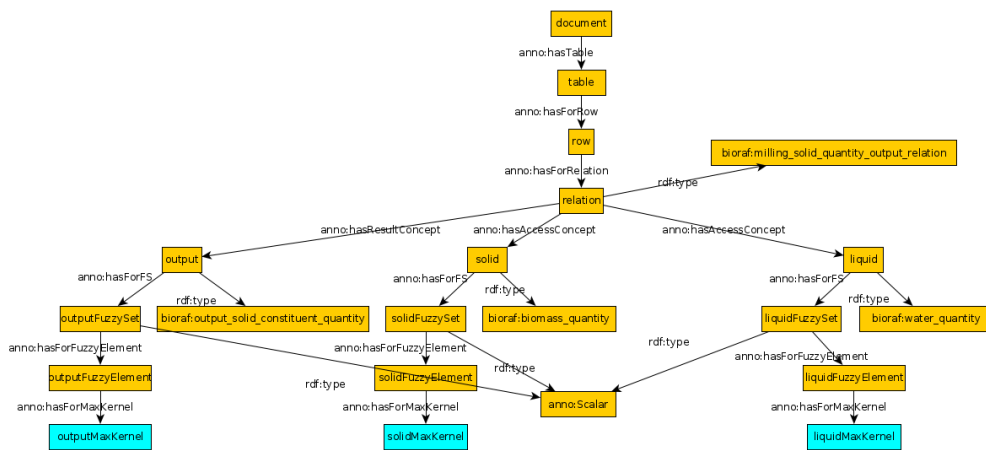 document
anno:hasTable
table
anno:hasForRow
row
bioraf:milling_solid_quantity_output_relation
anno:hasForRelation
rdf:type
relation
anno:hasResultConcept
anno:hasAccessConcept
anno:hasAccessConcept
output
solid
liquid
anno:hasForFS
anno:hasForFS
anno:hasForFS
rdf:type
rdf:type
rdf:type
outputFuzzySet
bioraf:output_solid_constituent_quantity
solidFuzzySet
bioraf:biomass_quantity
liquidFuzzySet
bioraf:water_quantity
anno:hasForFuzzyElement
anno:hasForFuzzyElement
rdf:type
anno:hasForFuzzyElement
rdf:type
rdf:type
outputFuzzyElement
solidFuzzyElement
liquidFuzzyElement
anno:hasForMaxKernel
anno:hasForMaxKernel
anno:Scalar
anno:hasForMaxKernel
outputMaxKernel
solidMaxKernel
liquidMaxKernel